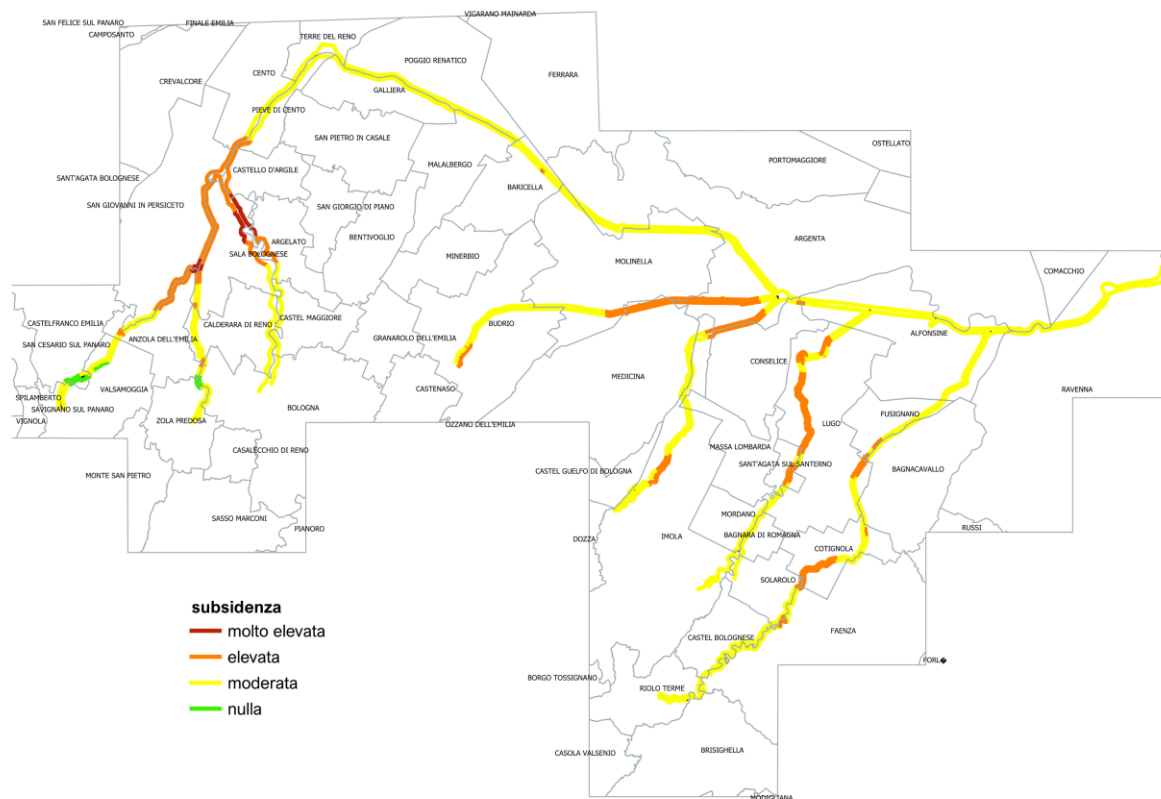 VIGARANO MAINARDA
SAN FELICE SUL PANARO
FINALE EMILIA
CAMPOSANTO
TERRE DEL RENO
POGGIO RENATICO
CENTO
FERRARA
CREVALCORE
GALLIERA
PIEVE DI CENTO
SAN PIETRO IN CASALE
OSTELLATO
MALALBERGO
PORTOMAGGIORE
CASTELLO D'ARGILE
SANT'AGATA BOLOGNESE
BARICELLA
SAN GIOVANNI IN PERSICETO
SAN GIORGIO DI PIANO
BENTIVOGLIO
ARGENTA
ARGELATO
SALA BOLOGNESE
MINERBIO
MOLINELLA
COMACCHIO
CASTELFRANCO EMILIA
CASTEL MAGGIORE
CALDERARA DI RENO
BUDRIO
ANZOLA DELL'EMILIA
GRANAROLO DELL'EMILIA
ALFONSINE
SAN CESARIO SUL PANARO
CONSELICE
MEDICINA
VALSAMOGGIA
CASTENASO
RAVENNA
SPILAMBERTO
SAVIGNANO SUL PANARO
BOLOGNA
VIGNOLA
ZOLA PREDOSA
FUSIGNANO
LUGO
OZZANO DELL'EMILIA
MASSA LOMBARDA
CASALECCHIO DI RENO
SANT'AGATA SUL SANTERNO
CASTEL GUELFO DI BOLOGNA
BAGNACAVALLO
MONTE SAN PIETRO
MORDANO
SASSO MARCONI
PIANORO
RUSSI
DOZZA
IMOLA
BAGNARA DI ROMAGNA
COTIGNOLA
SOLAROLO
subsidenza
molto elevata
elevata
moderata
nulla
FAENZA
CASTEL BOLOGNESE
FORL�
BORGO TOSSIGNANO
RIOLO TERME
CASOLA VALSENIO
BRISIGHELLA
MODIGLIANA